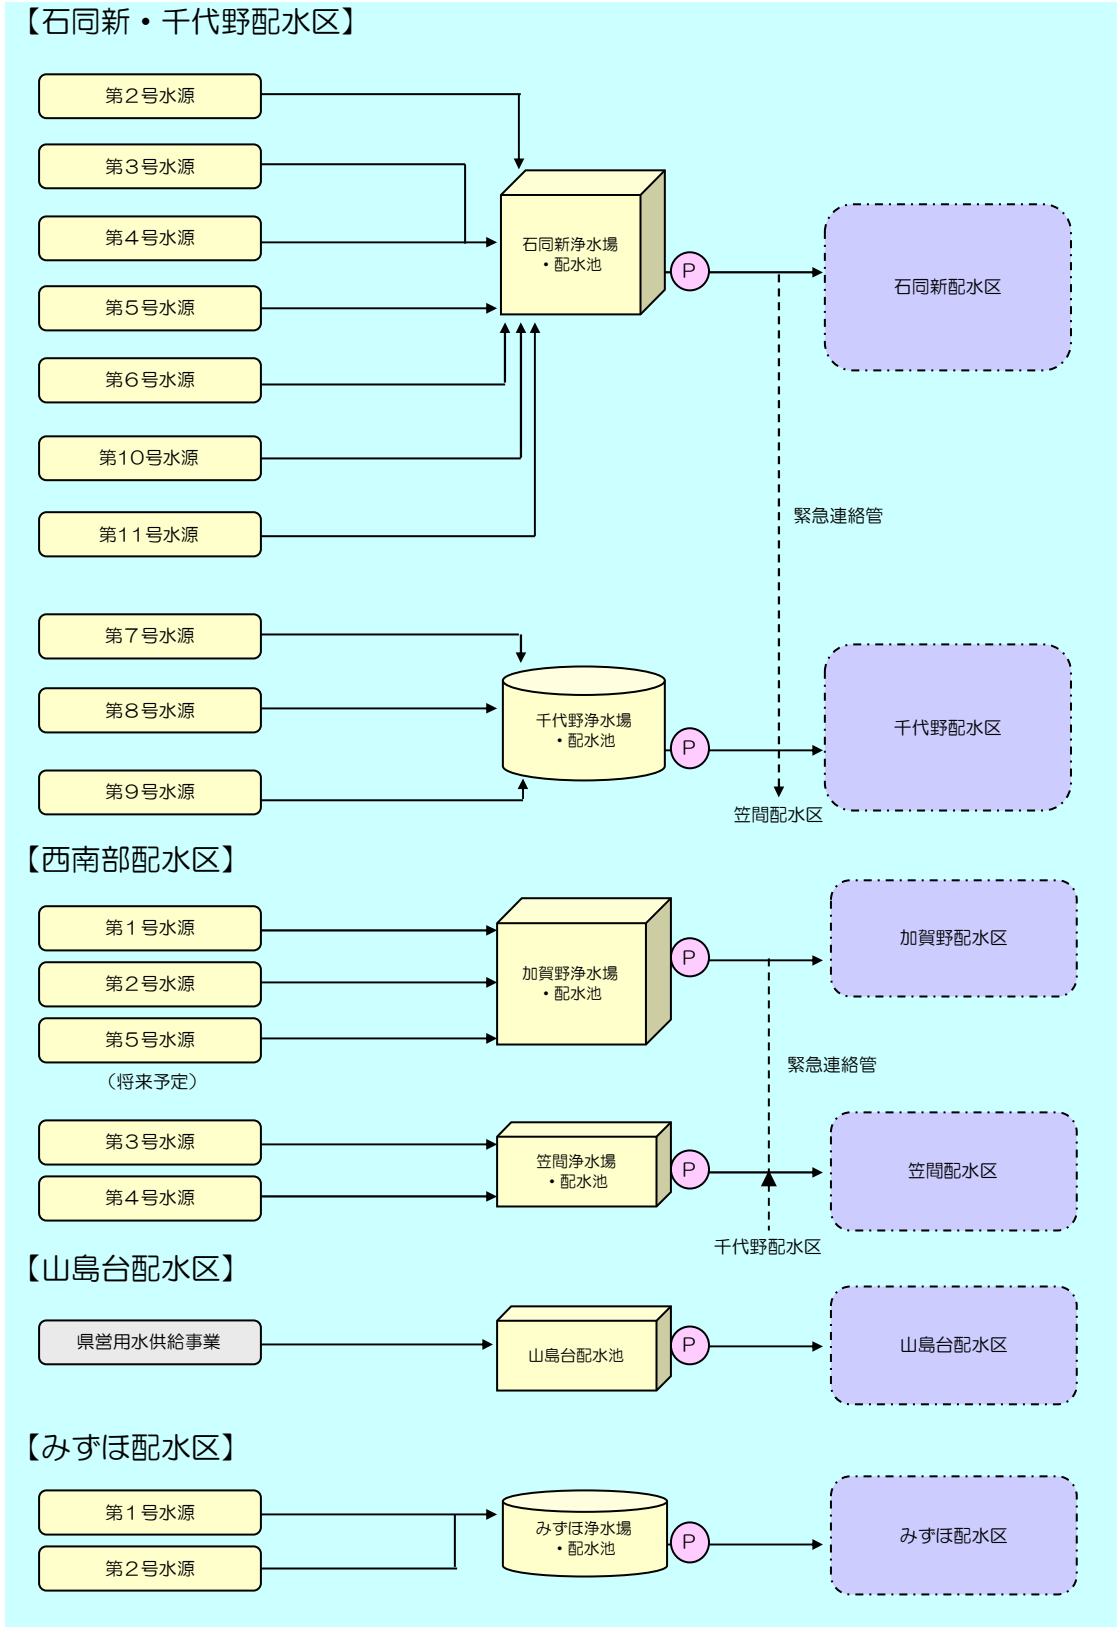 【石同新・千代野配水区】
第２号水源
第３号水源
第４号水源
石同新浄水場
・配水池
P
石同新配水区
第５号水源
第６号水源
第１０号水源
第１１号水源
緊急連絡管
第７号水源
第８号水源
千代野浄水場
・配水池
P
千代野配水区
第９号水源
笠間配水区
【西南部配水区】
第１号水源
第２号水源
加賀野浄水場
・配水池
P
加賀野配水区
第５号水源
（将来予定）
緊急連絡管
第３号水源
第４号水源
笠間浄水場
・配水池
P
笠間配水区
千代野配水区
【山島台配水区】
県営用水供給事業
山島台配水池
P
山島台配水区
【みずほ配水区】
第１号水源
第２号水源
みずほ浄水場
・配水池
P
みずほ配水区